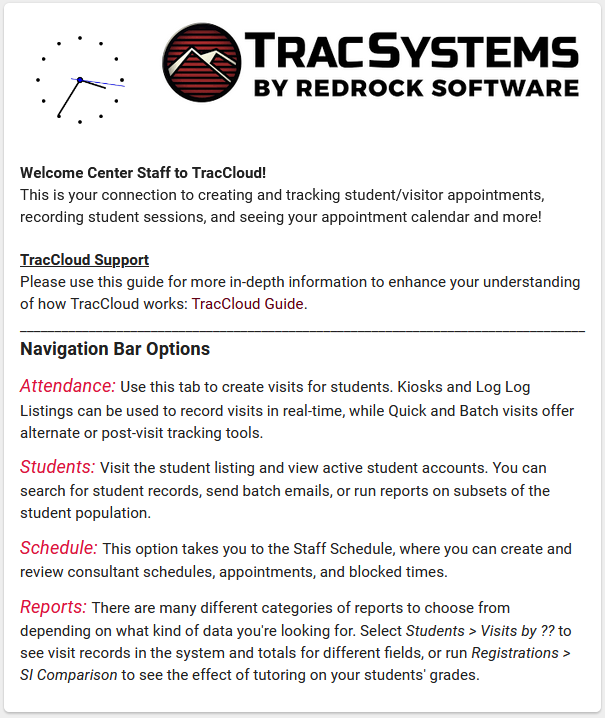 TRACSYSTEMS
BY REDROCK SOFTWARE
Welcome Center Staff to TracCloud!
This is your connection to creating and tracking student/visitor appointments,
recording student sessions, and seeing your appointment calendar and more!
TracCloud Support
Please use this guide for more in-depth information to enhance your understanding
of how TracCloud works: TracCloud Guide.
Navigation Bar Options
Attendance: Use this tab to create visits for students. Kiosks and Log Log
Listings can be used to record visits in real-time, while Quick and Batch visits offer
alternate or post-visit tracking tools.
Students: Visit the student listing and view active student accounts. You can
search for student records, send batch emails, or run reports on subsets of the
student population.
Schedule: This option takes you to the Staff Schedule, where you can create and
review consultant schedules, appointments, and blocked times.
Reports: There are many different categories of reports to choose from
depending on what kind of data you're looking for. Select Students > Visits by ?? to
see visit records in the system and totals for different fields, or run Registrations >
SI Comparison to see the effect of tutoring on your students' grades.